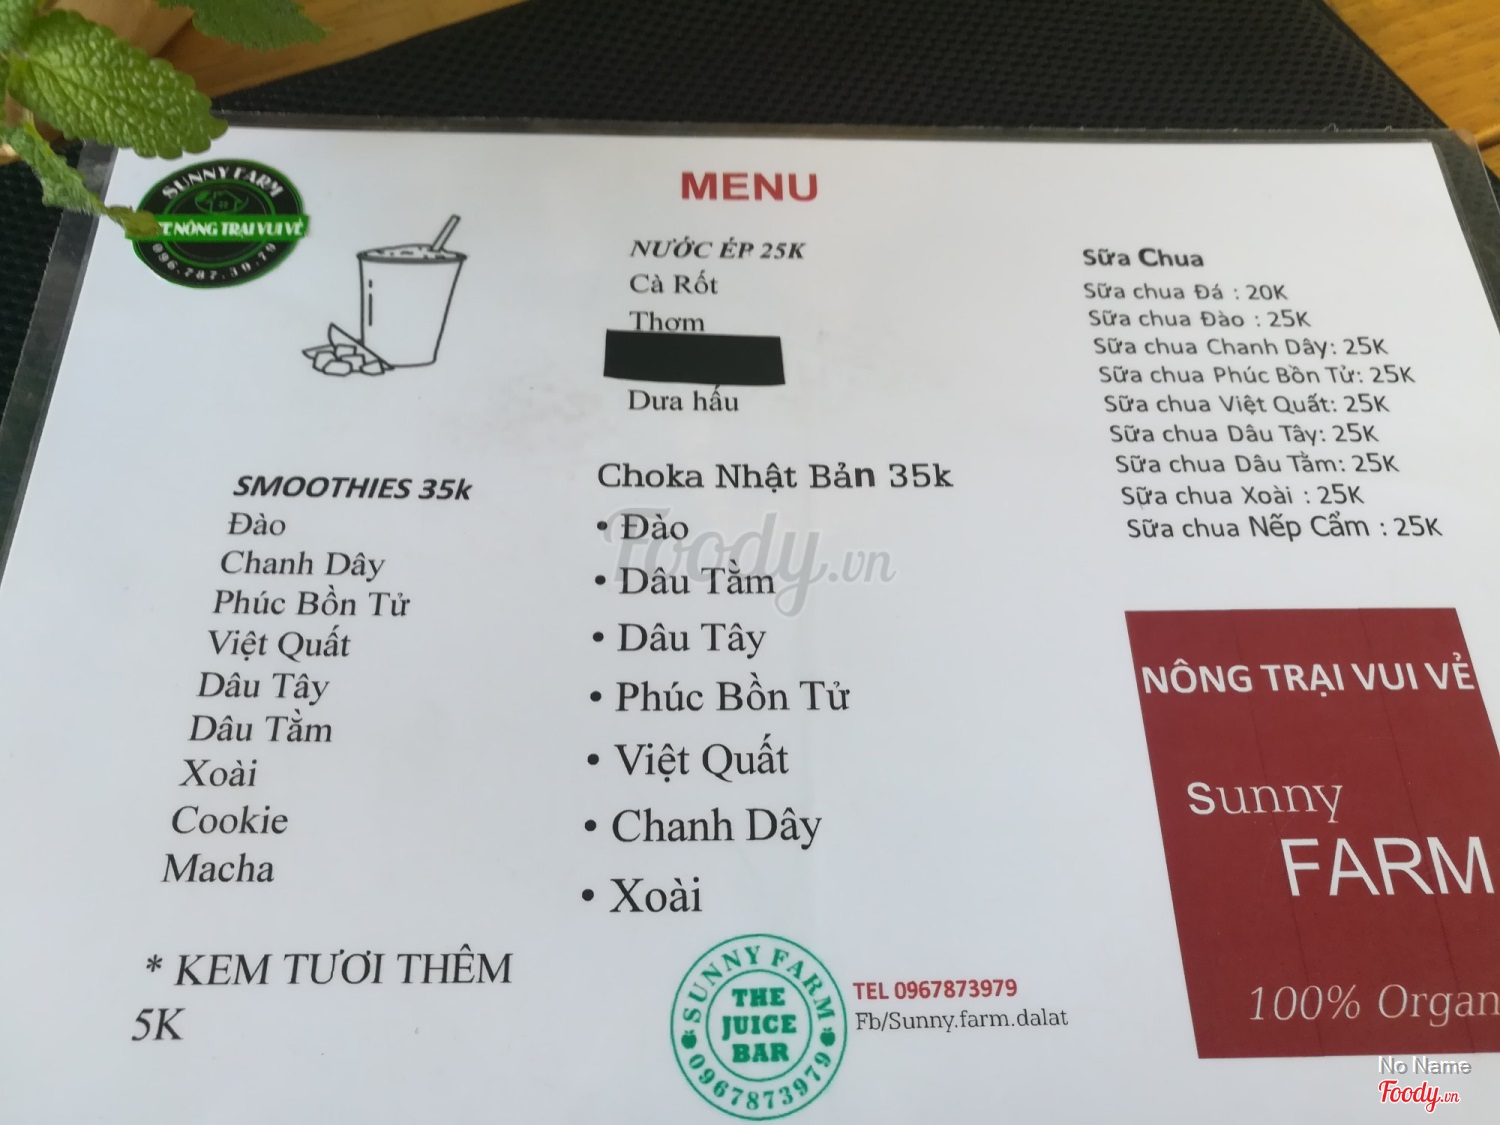 SUNNY FARM
NÔNG TRẠI VUI VẺ
096.787.39.79
MENU
NƯỚC ÉP 25K
Cà Rốt
Thơm
Dưa hấu
Sữa Chua
Sữa chua Đá : 20K
Sữa chua Đào : 25K
Sữa chua Chanh Dây: 25K
Sữa chua Phúc Bồn Tử: 25K
Sữa chua Việt Quất: 25K
Sữa chua Dâu Tây: 25K
Sữa chua Dâu Tằm: 25K
Sữa chua Xoài : 25K
Sữa chua Nếp Cẩm : 25K
SMOOTHIES 35k
Đào
Chanh Dây
Phúc Bồn Tử
Việt Quất
Dâu Tây
Dâu Tằm
Xoài
Cookie
Macha
* KEM TƯƠI THÊM
5K
Choka Nhật Bản 35k
• Đào
• Dâu Tằm
• Dâu Tây
• Phúc Bồn Tử
• Việt Quất
• Chanh Dây
• Xoài
Foody.vn
NÔNG TRẠI VUI VẺ
Sunny
FARM
100% Organ
SUNNY FARM
THE
JUICE
BAR
0967873979
TEL 0967873979
Fb/Sunny.farm.dalat
No Name
Foody.vn